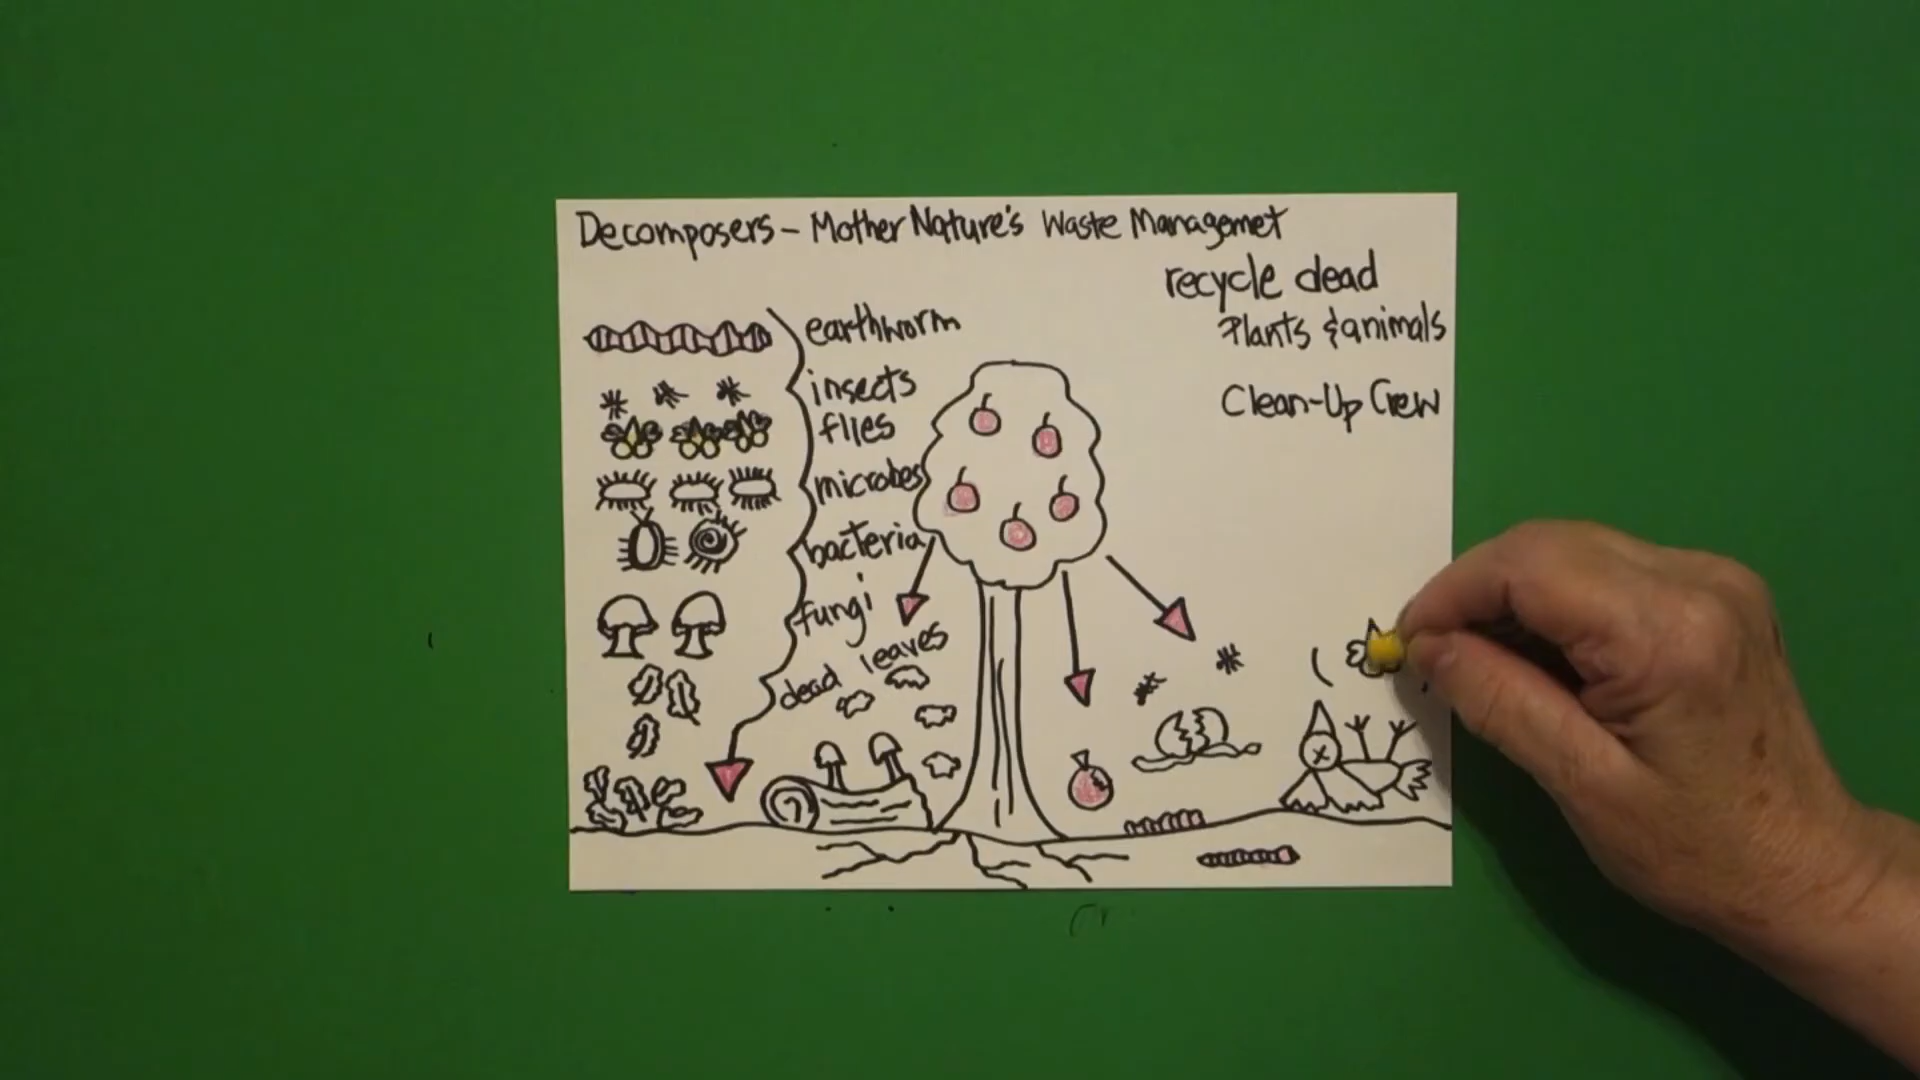 Decomposers - Mother Nature's Waste Managemet
recycle dead
Plants & animals
Clean-Up Crew
earthworm
insects
flies
microbes
bacteria
fungi
dead leaves